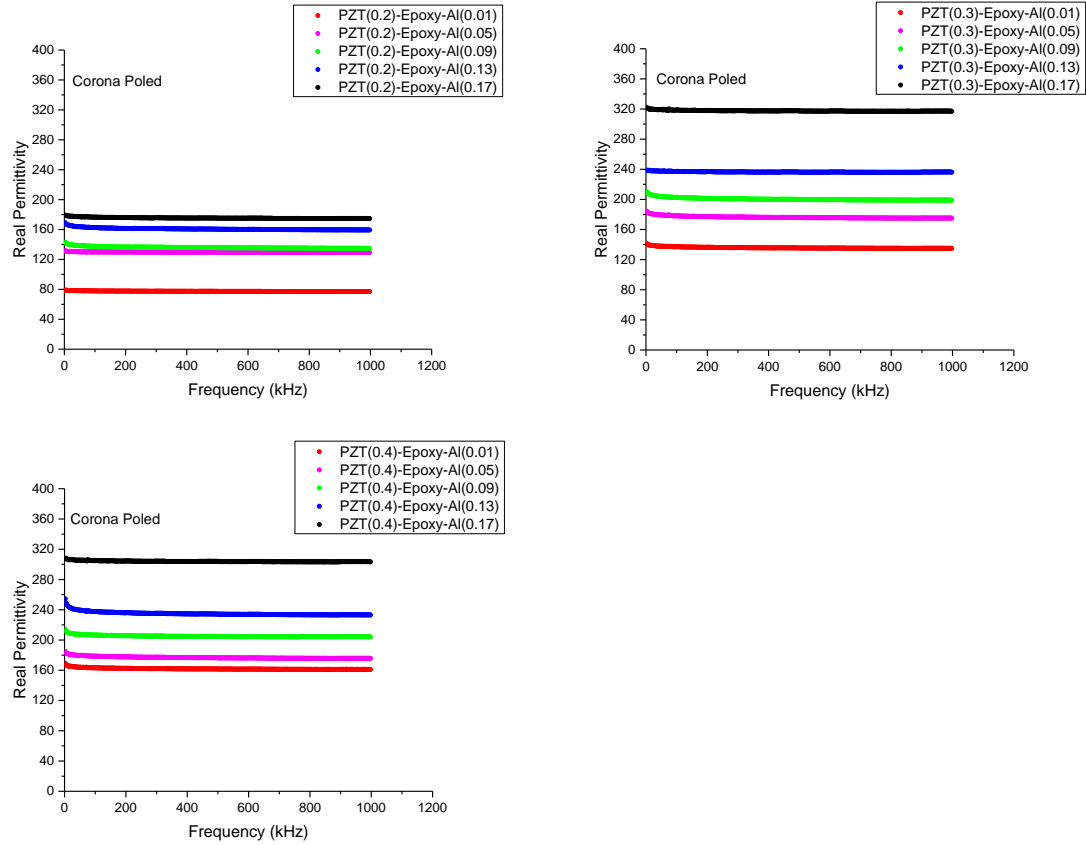 PZT(0.2)-Epoxy-Al(0.01)
PZT(0.2)-Epoxy-Al(0.05)
PZT(0.2)-Epoxy-Al(0.09)
PZT(0.2)-Epoxy-Al(0.13)
PZT(0.2)-Epoxy-Al(0.17)
Corona Poled
Real Permittivity
400
360
320
280
240
200
160
120
80
40
0
0 200 400 600 800 1000 1200
Frequency (kHz)
PZT(0.3)-Epoxy-Al(0.01)
PZT(0.3)-Epoxy-Al(0.05)
PZT(0.3)-Epoxy-Al(0.09)
PZT(0.3)-Epoxy-Al(0.13)
PZT(0.3)-Epoxy-Al(0.17)
Corona Poled
Real Permittivity
400
360
320
280
240
200
160
120
80
40
0
0 200 400 600 800 1000 1200
Frequency (kHz)
PZT(0.4)-Epoxy-Al(0.01)
PZT(0.4)-Epoxy-Al(0.05)
PZT(0.4)-Epoxy-Al(0.09)
PZT(0.4)-Epoxy-Al(0.13)
PZT(0.4)-Epoxy-Al(0.17)
Corona Poled
Real Permittivity
400
360
320
280
240
200
160
120
80
40
0
0 200 400 600 800 1000 1200
Frequency (kHz)